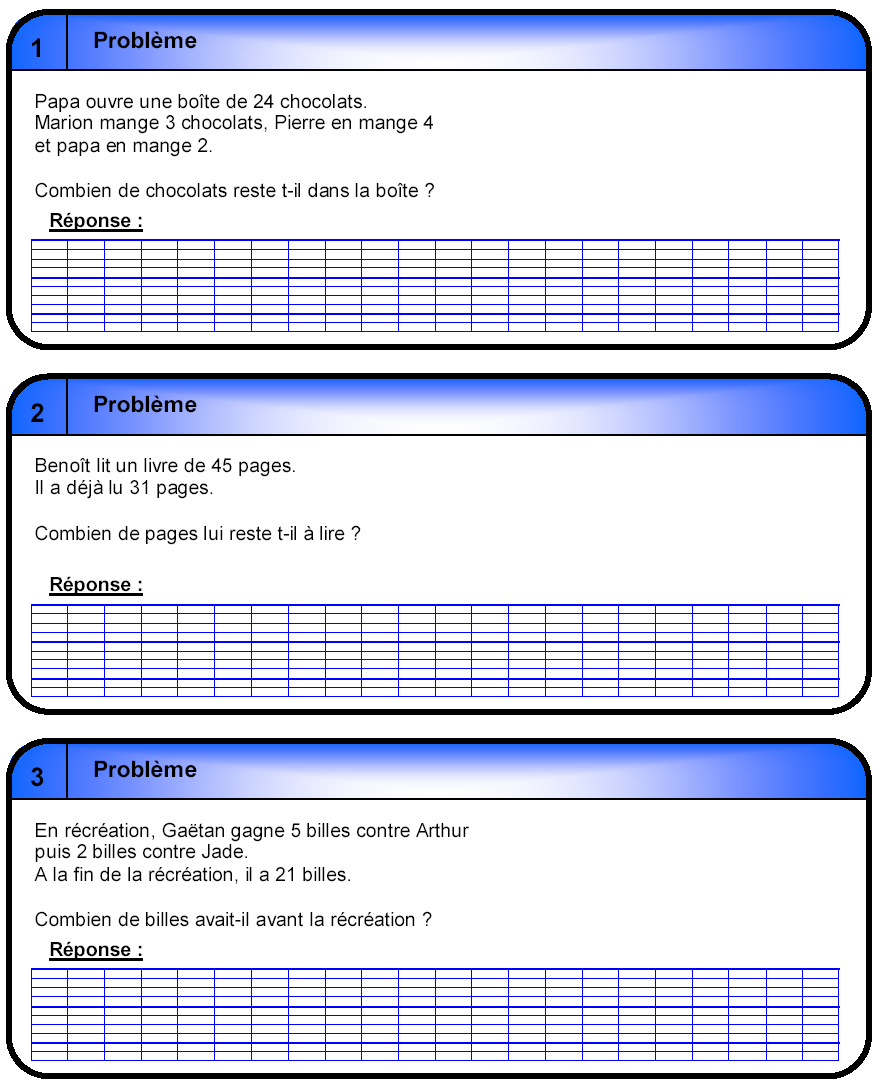 1 Problème
Papa ouvre une boîte de 24 chocolats.
Marion mange 3 chocolats, Pierre en mange 4
et papa en mange 2.
Combien de chocolats reste t-il dans la boîte ?
Réponse :
2 Problème
Benoît lit un livre de 45 pages.
Il a déjà lu 31 pages.
Combien de pages lui reste t-il à lire ?
Réponse :
3 Problème
En récréation, Gaëtan gagne 5 billes contre Arthur
puis 2 billes contre Jade.
A la fin de la récréation, il a 21 billes.
Combien de billes avait-il avant la récréation ?
Réponse :